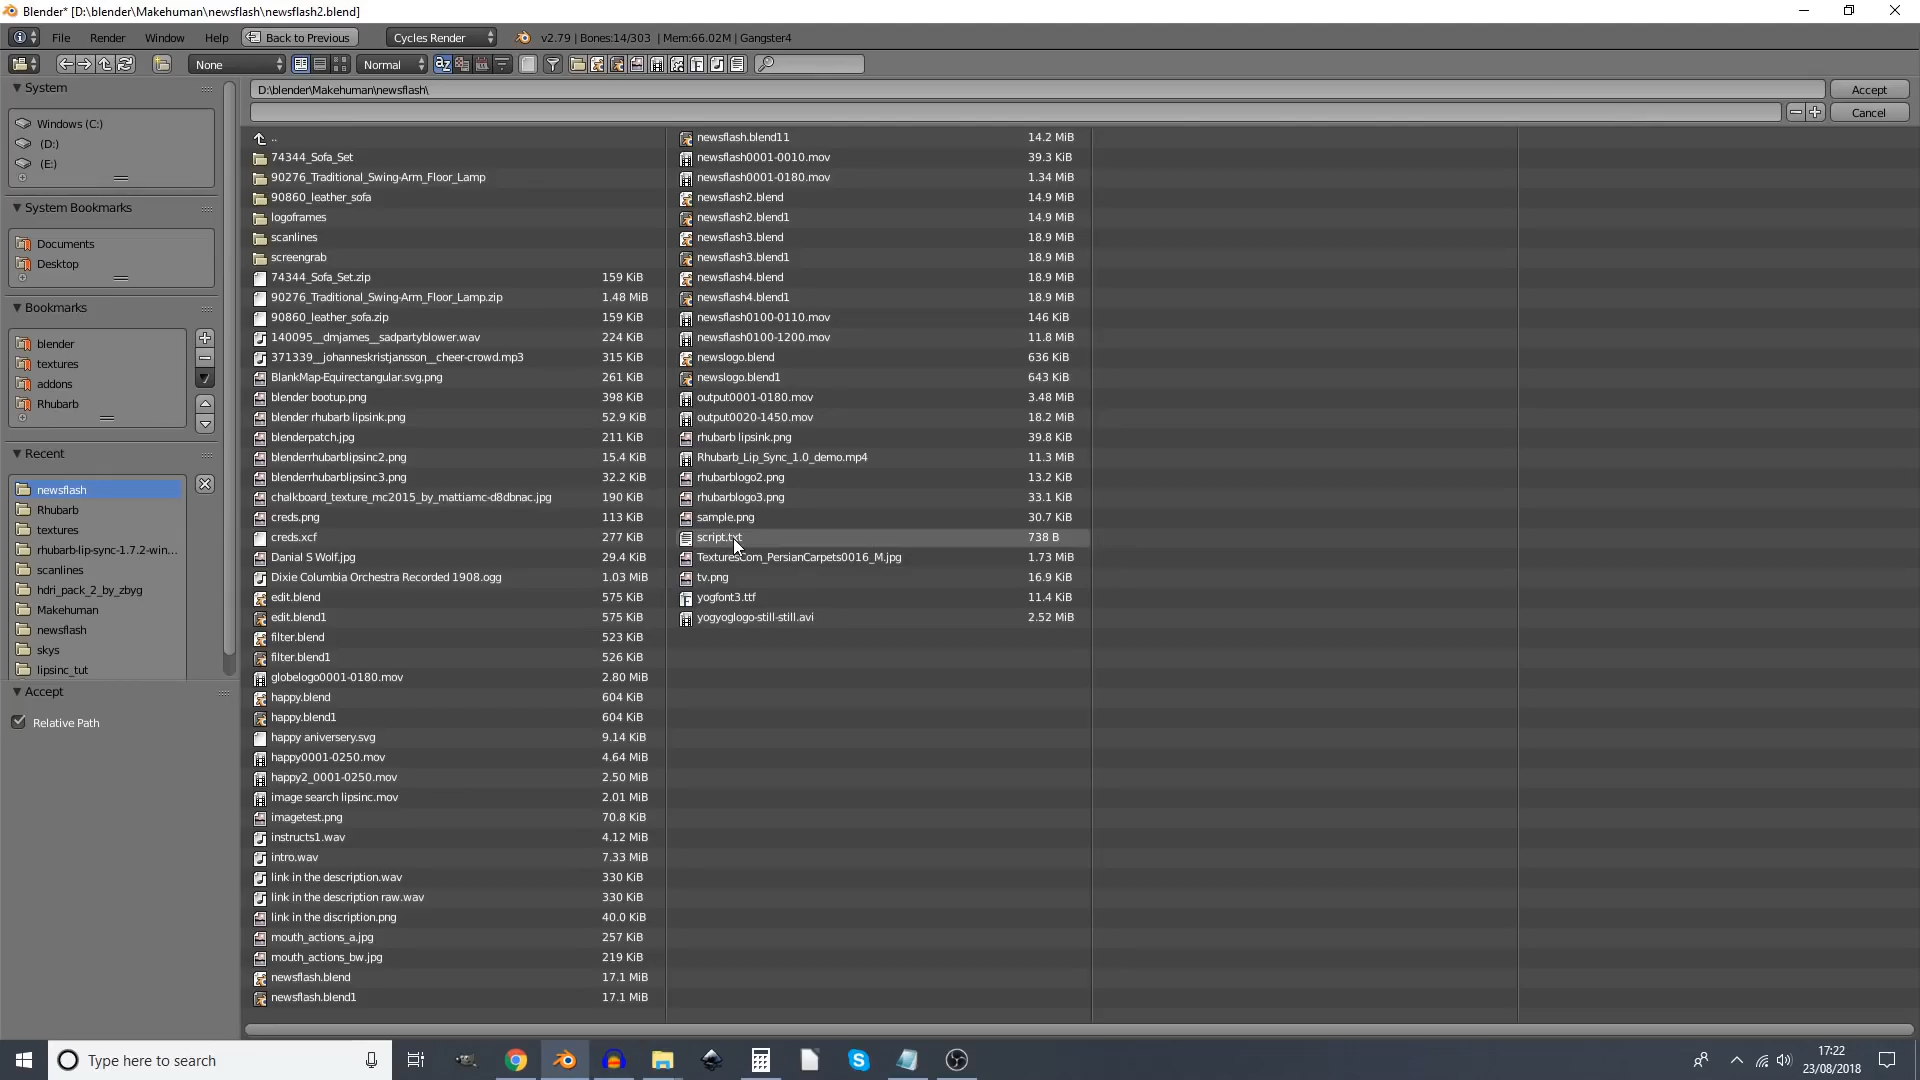 Blender* [D:\blender\Makehuman\newsflash\newsflash2.blend]
File Render Window Help Back to Previous Cycles Render v2.79 | Bones:14/303 | Mem:66.02M | Gangster4
None Normal
System
D:\blender\Makehuman\newsflash\ Accept
Cancel
Windows (C:)
(D:)
(E:)
System Bookmarks
Documents
Desktop
Bookmarks
blender
textures
addons
Rhubarb
Recent
newsflash
Rhubarb
textures
rhubarb-lip-sync-1.7.2-win...
scanlines
hdri_pack_2_by_zbyg
Makehuman
newsflash
skys
lipsinc_tut
Accept
Relative Path
..
74344_Sofa_Set
90276_Traditional_Swing-Arm_Floor_Lamp
90860_leather_sofa
logoframes
scanlines
screengrab
74344_Sofa_Set.zip 159 KiB
90276_Traditional_Swing-Arm_Floor_Lamp.zip 1.48 MiB
90860_leather_sofa.zip 159 KiB
140095__dmjames__sadpartyblower.wav 224 KiB
371339__johanneskristjansson__cheer-crowd.mp3 315 KiB
BlankMap-Equirectangular.svg.png 261 KiB
blender bootup.png 398 KiB
blender rhubarb lipsink.png 52.9 KiB
blenderpatch.jpg 211 KiB
blenderrhubarblipsinc2.png 15.4 KiB
blenderrhubarblipsinc3.png 32.2 KiB
chalkboard_texture_mc2015_by_mattiamc-d8dbnac.jpg 190 KiB
creds.png 113 KiB
creds.xcf 277 KiB
Danial S Wolf.jpg 29.4 KiB
Dixie Columbia Orchestra Recorded 1908.ogg 1.03 MiB
edit.blend 575 KiB
edit.blend1 575 KiB
filter.blend 523 KiB
filter.blend1 526 KiB
globelogo0001-0180.mov 2.80 MiB
happy.blend 604 KiB
happy.blend1 604 KiB
happy aniversery.svg 9.14 KiB
happy0001-0250.mov 4.64 MiB
happy2_0001-0250.mov 2.50 MiB
image search lipsinc.mov 2.01 MiB
imagetest.png 70.8 KiB
instructs1.wav 4.12 MiB
intro.wav 7.33 MiB
link in the description.wav 330 KiB
link in the description raw.wav 330 KiB
link in the discription.png 40.0 KiB
mouth_actions_a.jpg 257 KiB
mouth_actions_bw.jpg 219 KiB
newsflash.blend 17.1 MiB
newsflash.blend1 17.1 MiB
newsflash.blend11 14.2 MiB
newsflash0001-0010.mov 39.3 KiB
newsflash0001-0180.mov 1.34 MiB
newsflash2.blend 14.9 MiB
newsflash2.blend1 14.9 MiB
newsflash3.blend 18.9 MiB
newsflash3.blend1 18.9 MiB
newsflash4.blend 18.9 MiB
newsflash4.blend1 18.9 MiB
newsflash0100-0110.mov 146 KiB
newsflash0100-1200.mov 11.8 MiB
newslogo.blend 636 KiB
newslogo.blend1 643 KiB
output0001-0180.mov 3.48 MiB
output0020-1450.mov 18.2 MiB
rhubarb lipsink.png 39.8 KiB
Rhubarb_Lip_Sync_1.0_demo.mp4 11.3 MiB
rhubarblogo2.png 13.2 KiB
rhubarblogo3.png 33.1 KiB
sample.png 30.7 KiB
script.txt 738 B
TexturesCom_PersianCarpets0016_M.jpg 1.73 MiB
tv.png 16.9 KiB
yogfont3.ttf 11.4 KiB
yogyoglogo-still-still.avi 2.52 MiB
Type here to search
17:22
23/08/2018